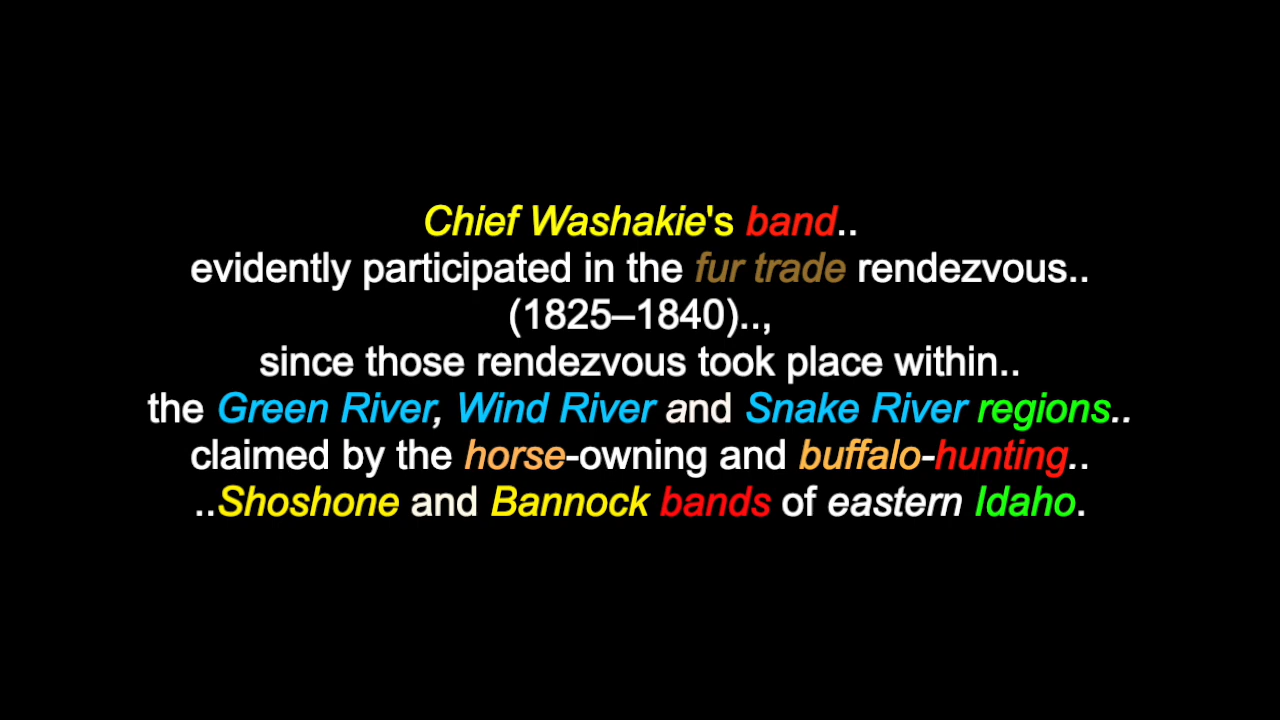 Chief Washakie's band..
evidently participated in the fur trade rendezvous..
(1825–1840)..,
since those rendezvous took place within..
the Green River, Wind River and Snake River regions..
claimed by the horse-owning and buffalo-hunting..
..Shoshone and Bannock bands of eastern Idaho.